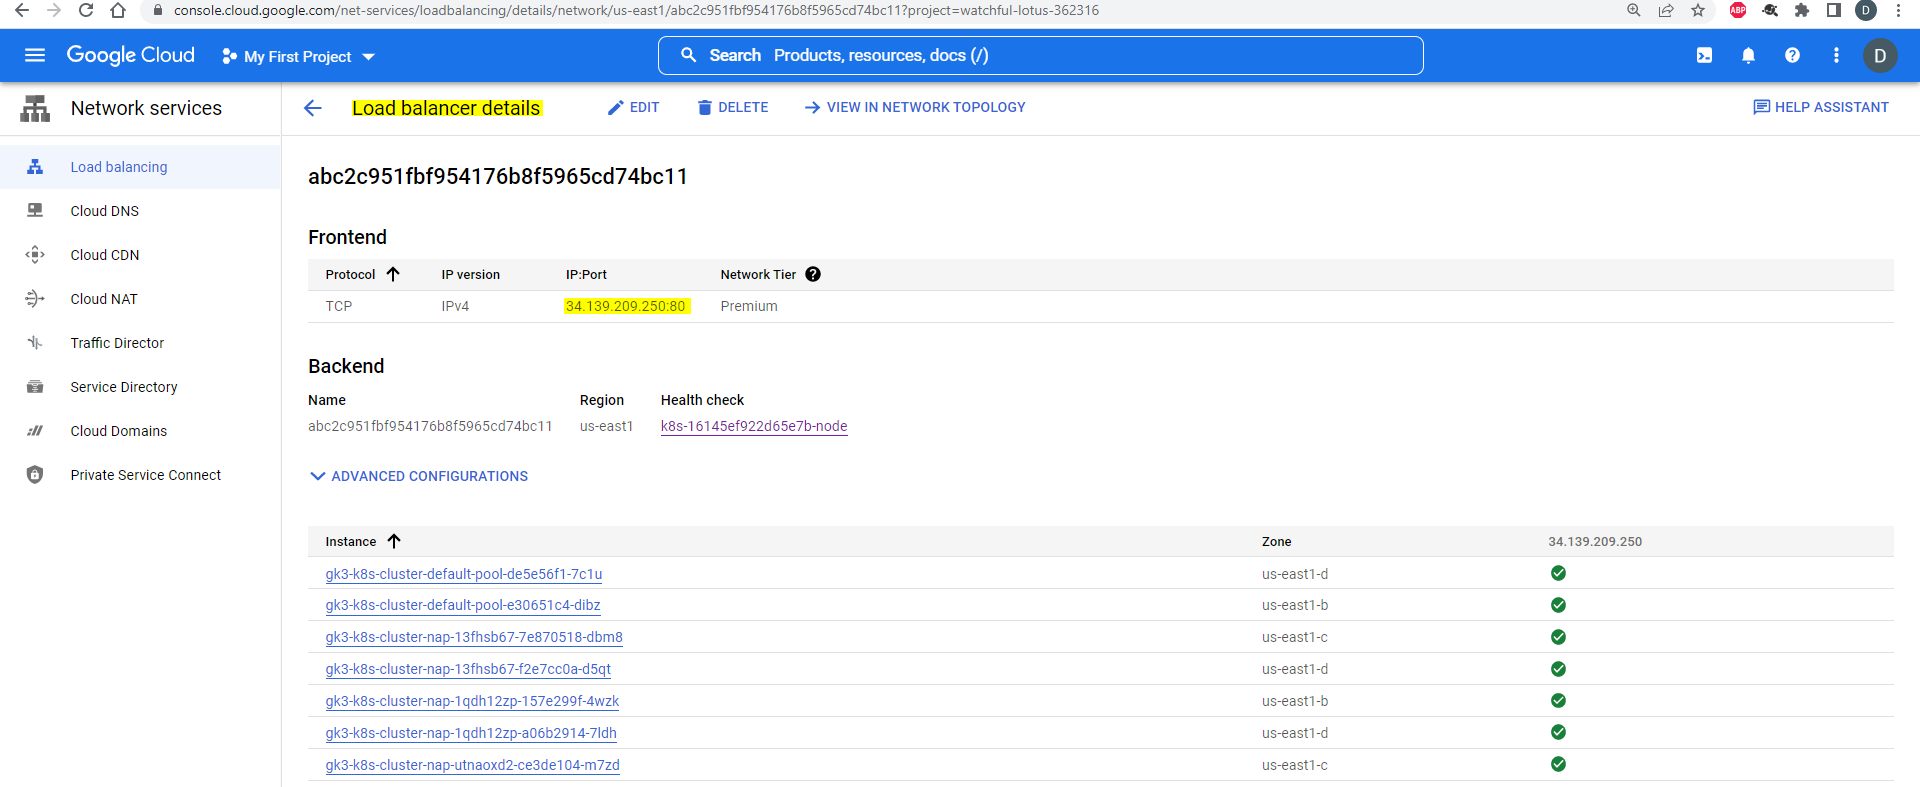 console.cloud.google.com/net-services/loadbalancing/details/network/us-east1/abc2c951fbf954176b8f5965cd74bc11?project=watchful-lotus-362316
ABP
D
Google Cloud
My First Project
Search Products, resources, docs (/)
D
Network services
Load balancer details
EDIT
DELETE
VIEW IN NETWORK TOPOLOGY
HELP ASSISTANT
Load balancing
Cloud DNS
Cloud CDN
Cloud NAT
Traffic Director
Service Directory
Cloud Domains
Private Service Connect
abc2c951fbf954176b8f5965cd74bc11
Frontend
Protocol IP version IP:Port Network Tier
TCP IPv4 34.139.209.250:80 Premium
Backend
Name Region Health check
abc2c951fbf954176b8f5965cd74bc11 us-east1 k8s-16145ef922d65e7b-node
ADVANCED CONFIGURATIONS
Instance Zone 34.139.209.250
gk3-k8s-cluster-default-pool-de5e56f1-7c1u us-east1-d
gk3-k8s-cluster-default-pool-e30651c4-dibz us-east1-b
gk3-k8s-cluster-nap-13fhsb67-7e870518-dbm8 us-east1-c
gk3-k8s-cluster-nap-13fhsb67-f2e7cc0a-d5qt us-east1-d
gk3-k8s-cluster-nap-1qdh12zp-157e299f-4wzk us-east1-b
gk3-k8s-cluster-nap-1qdh12zp-a06b2914-7ldh us-east1-d
gk3-k8s-cluster-nap-utnaoxd2-ce3de104-m7zd us-east1-c